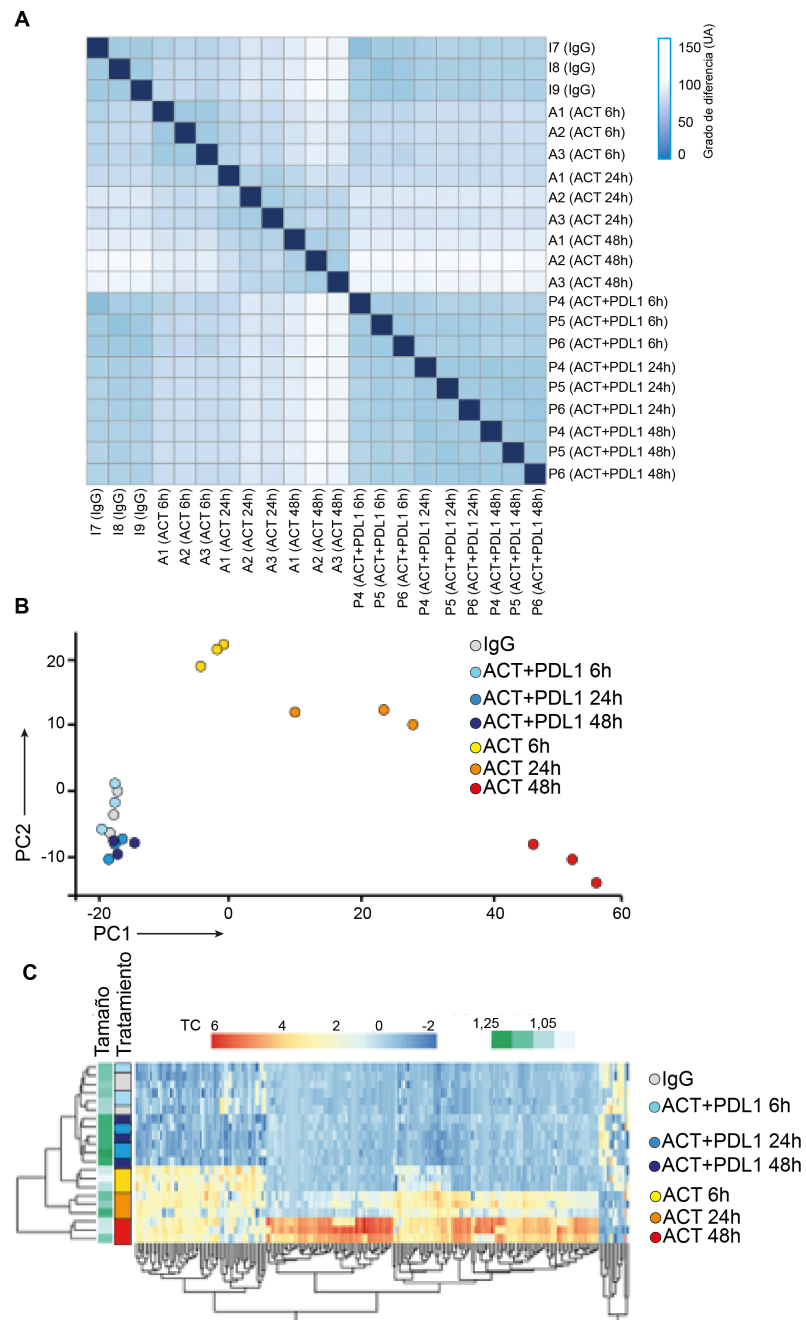 A
I7 (IgG)
I8 (IgG)
I9 (IgG)
A1 (ACT 6h)
A2 (ACT 6h)
A3 (ACT 6h)
A1 (ACT 24h)
A2 (ACT 24h)
A3 (ACT 24h)
A1 (ACT 48h)
A2 (ACT 48h)
A3 (ACT 48h)
P4 (ACT+PDL1 6h)
P5 (ACT+PDL1 6h)
P6 (ACT+PDL1 6h)
P4 (ACT+PDL1 24h)
P5 (ACT+PDL1 24h)
P6 (ACT+PDL1 24h)
P4 (ACT+PDL1 48h)
P5 (ACT+PDL1 48h)
P6 (ACT+PDL1 48h)
150
100
50
0
Grado de diferencia (UA)
I7 (IgG)
I8 (IgG)
I9 (IgG)
A1 (ACT 6h)
A2 (ACT 6h)
A3 (ACT 6h)
A1 (ACT 24h)
A2 (ACT 24h)
A3 (ACT 24h)
A1 (ACT 48h)
A2 (ACT 48h)
A3 (ACT 48h)
P4 (ACT+PDL1 6h)
P5 (ACT+PDL1 6h)
P6 (ACT+PDL1 6h)
P4 (ACT+PDL1 24h)
P5 (ACT+PDL1 24h)
P6 (ACT+PDL1 24h)
P4 (ACT+PDL1 48h)
P5 (ACT+PDL1 48h)
P6 (ACT+PDL1 48h)
B
20
10
0
-10
PC2
-20 0 20 40 60
PC1
IgG
ACT+PDL1 6h
ACT+PDL1 24h
ACT+PDL1 48h
ACT 6h
ACT 24h
ACT 48h
C
Tamaño
Tratamiento
TC 6 4 2 0 -2
1,25 1,05
IgG
ACT+PDL1 6h
ACT+PDL1 24h
ACT+PDL1 48h
ACT 6h
ACT 24h
ACT 48h